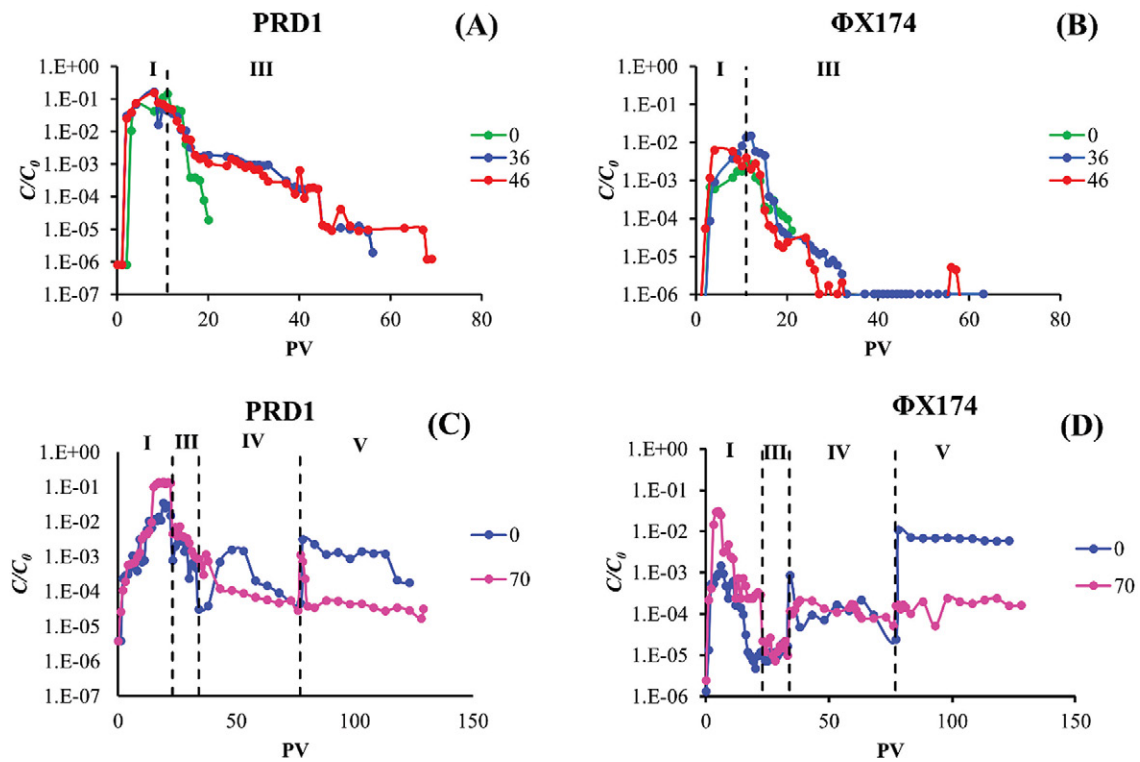 PRD1 (A)
I III
1.E+00
1.E-01
1.E-02
1.E-03
1.E-04
1.E-05
1.E-06
1.E-07
C/C0
0 20 40 60 80
PV
0
36
46
ΦX174 (B)
I III
1.E+00
1.E-01
1.E-02
1.E-03
1.E-04
1.E-05
1.E-06
C/C0
0 20 40 60 80
PV
0
36
46
PRD1 (C)
I III IV V
1.E+00
1.E-01
1.E-02
1.E-03
1.E-04
1.E-05
1.E-06
1.E-07
C/C0
0 50 100 150
PV
0
70
ΦX174 (D)
I III IV V
1.E+00
1.E-01
1.E-02
1.E-03
1.E-04
1.E-05
1.E-06
C/C0
0 50 100 150
PV
0
70